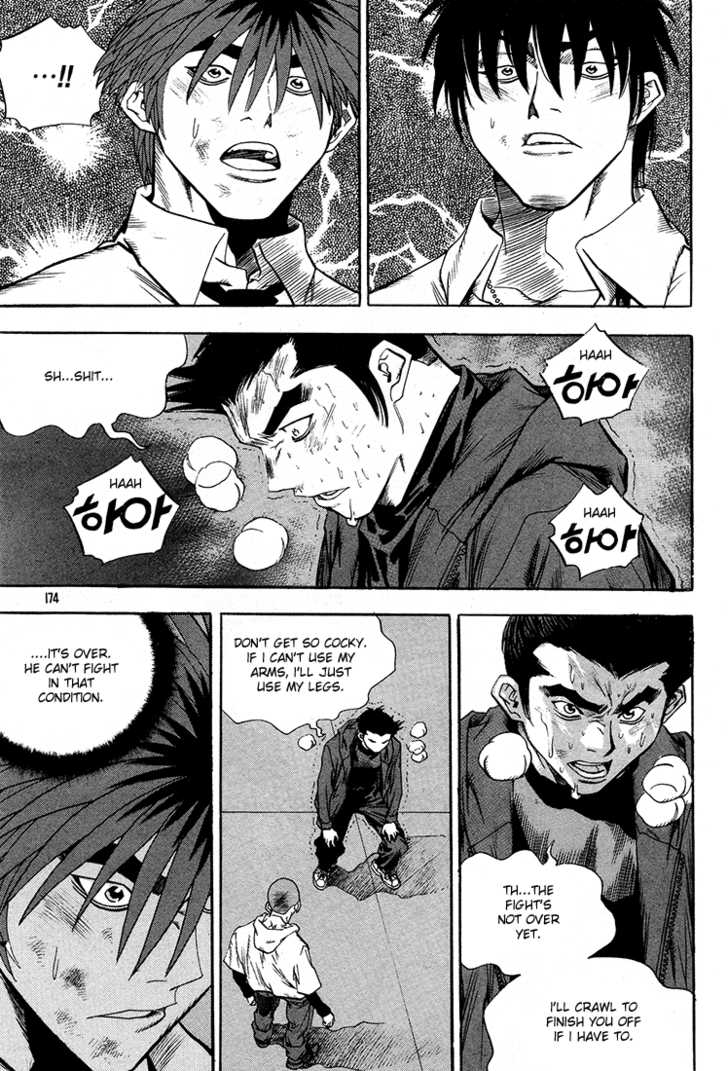 ...!!
SH...SHIT...
HAAH
하아
HAAH
하아
HAAH
하아
174
....IT'S OVER.
HE CAN'T FIGHT
IN THAT
CONDITION.
DON'T GET SO COCKY.
IF I CAN'T USE MY
ARMS, I'LL JUST
USE MY LEGS.
TH...THE
FIGHT'S
NOT OVER
YET.
I'LL CRAWL TO
FINISH YOU OFF
IF I HAVE TO.